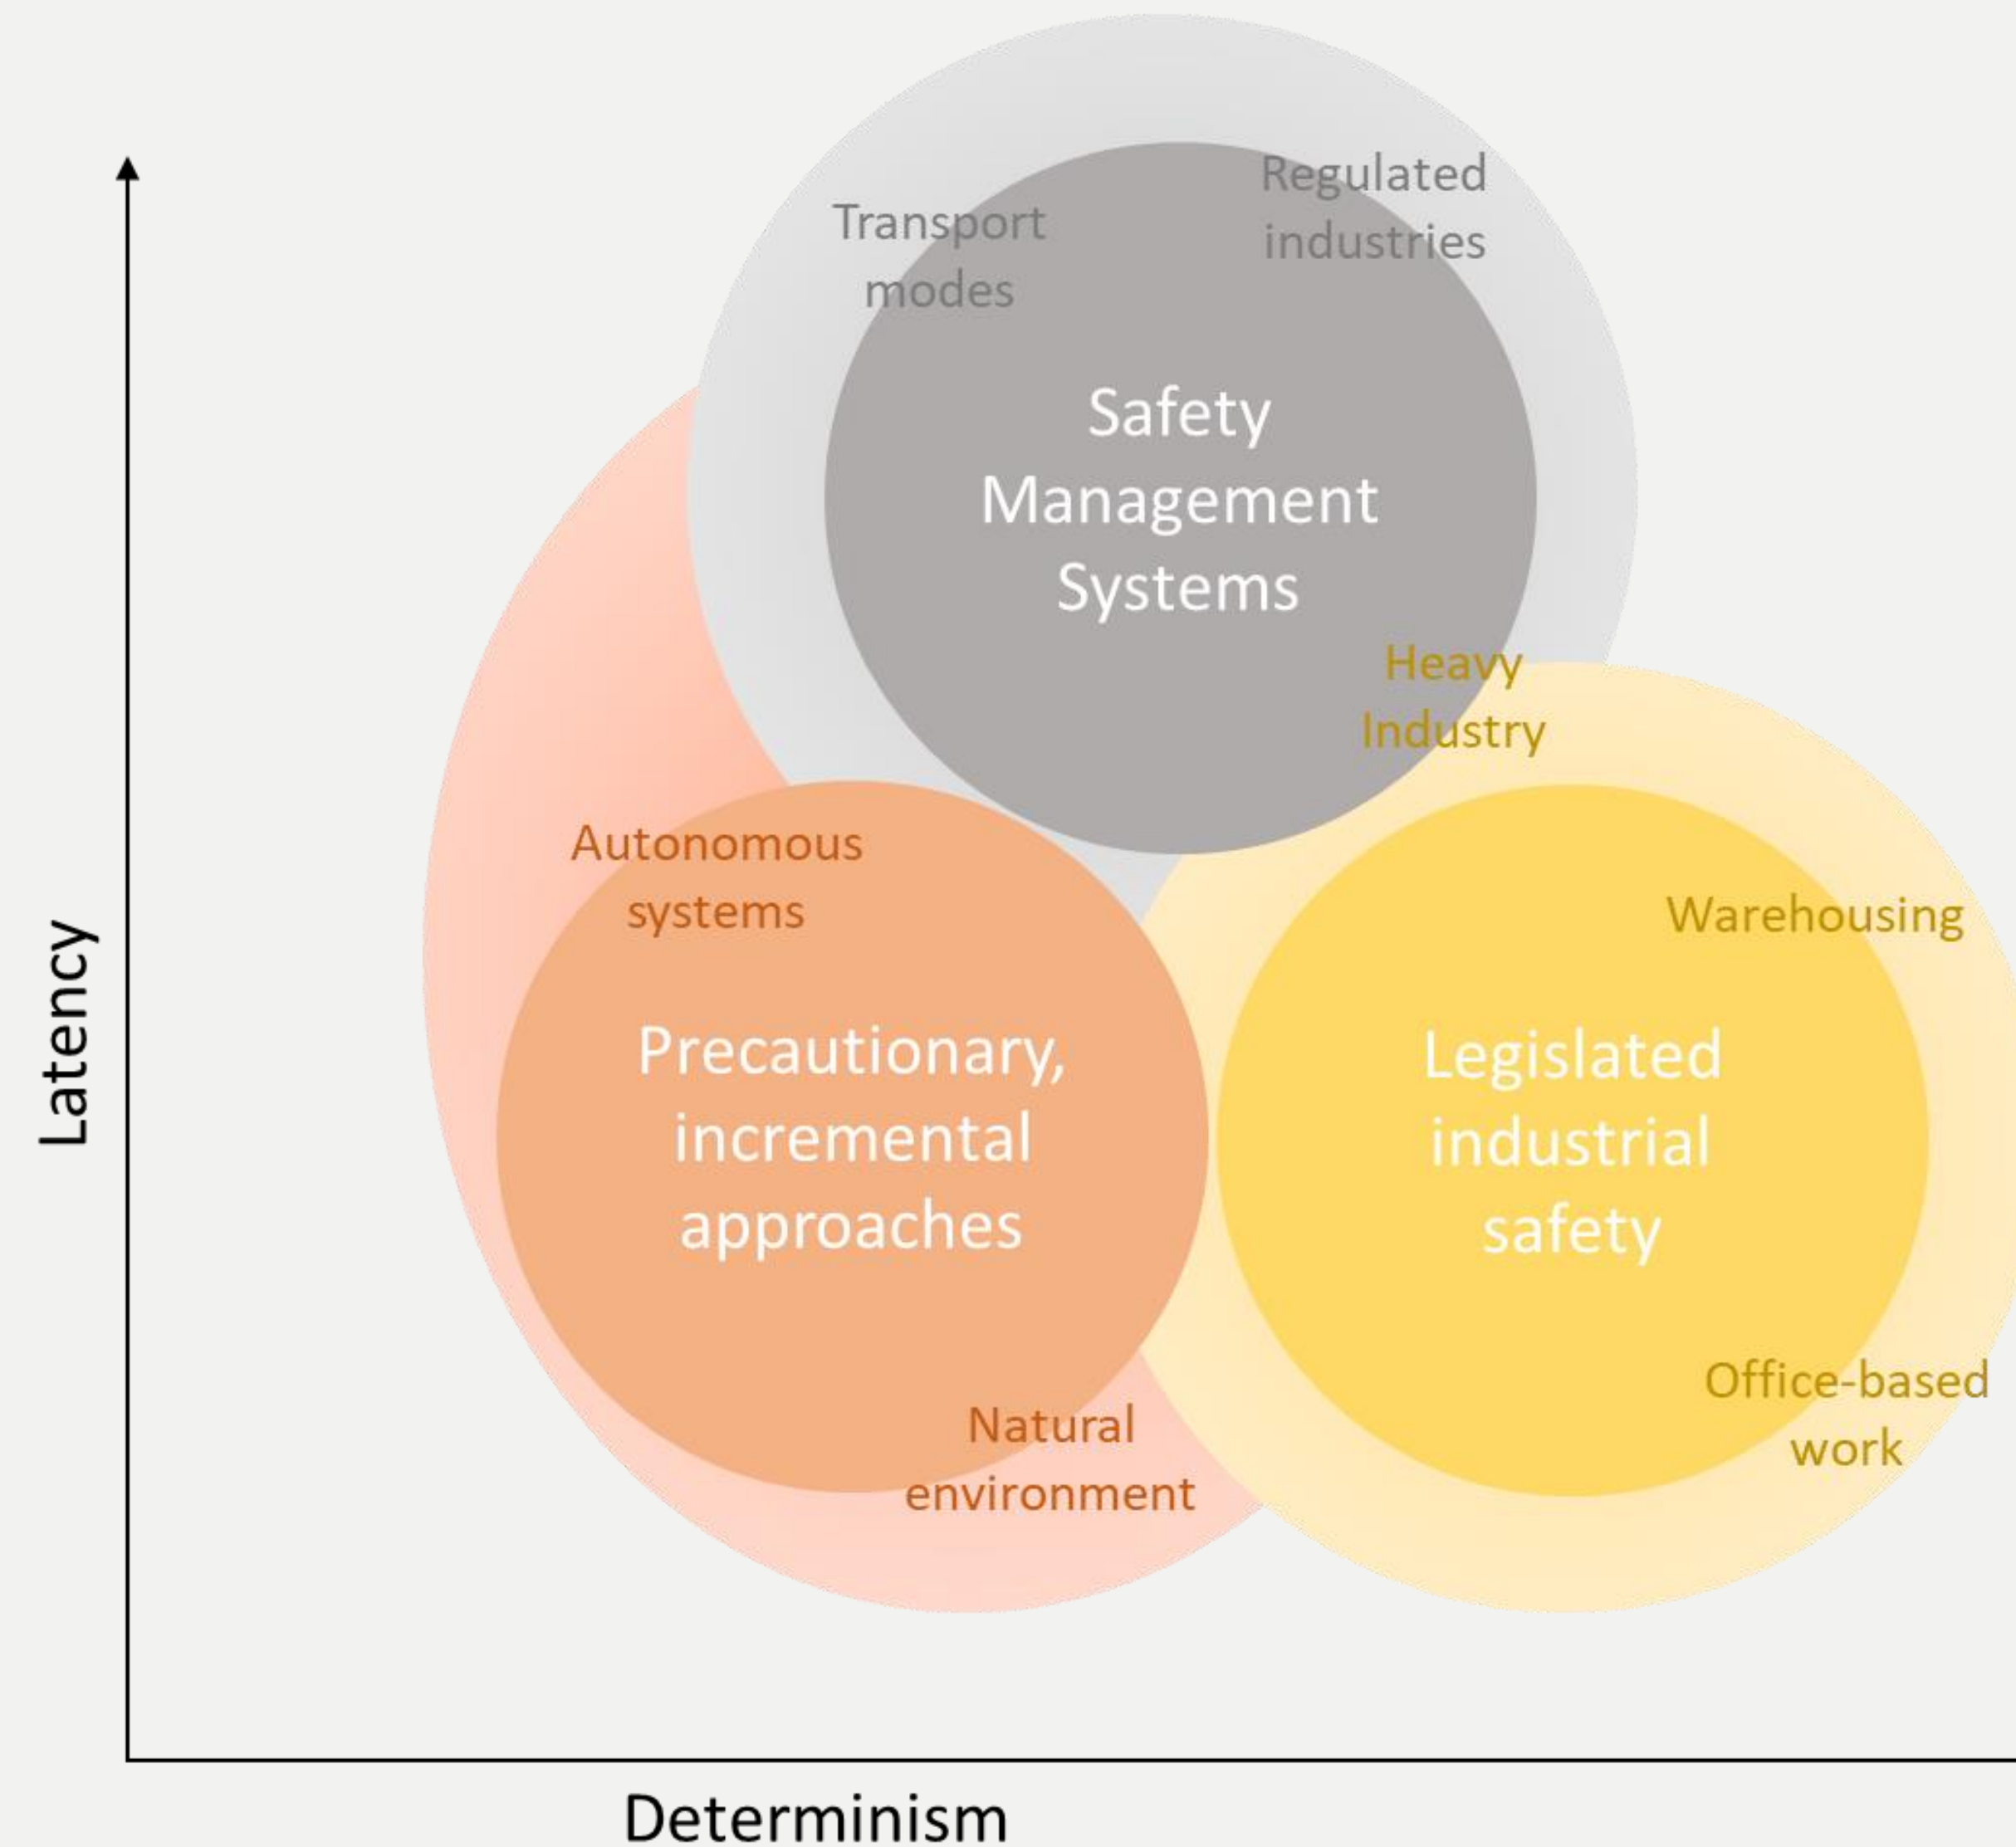 Regulated
industries
Transport
modes
Safety
Management
Systems
Heavy
Industry
Autonomous
systems
Warehousing
Precautionary,
incremental
approaches
Legislated
industrial
safety
Office-based
work
Natural
environment
Latency
Determinism